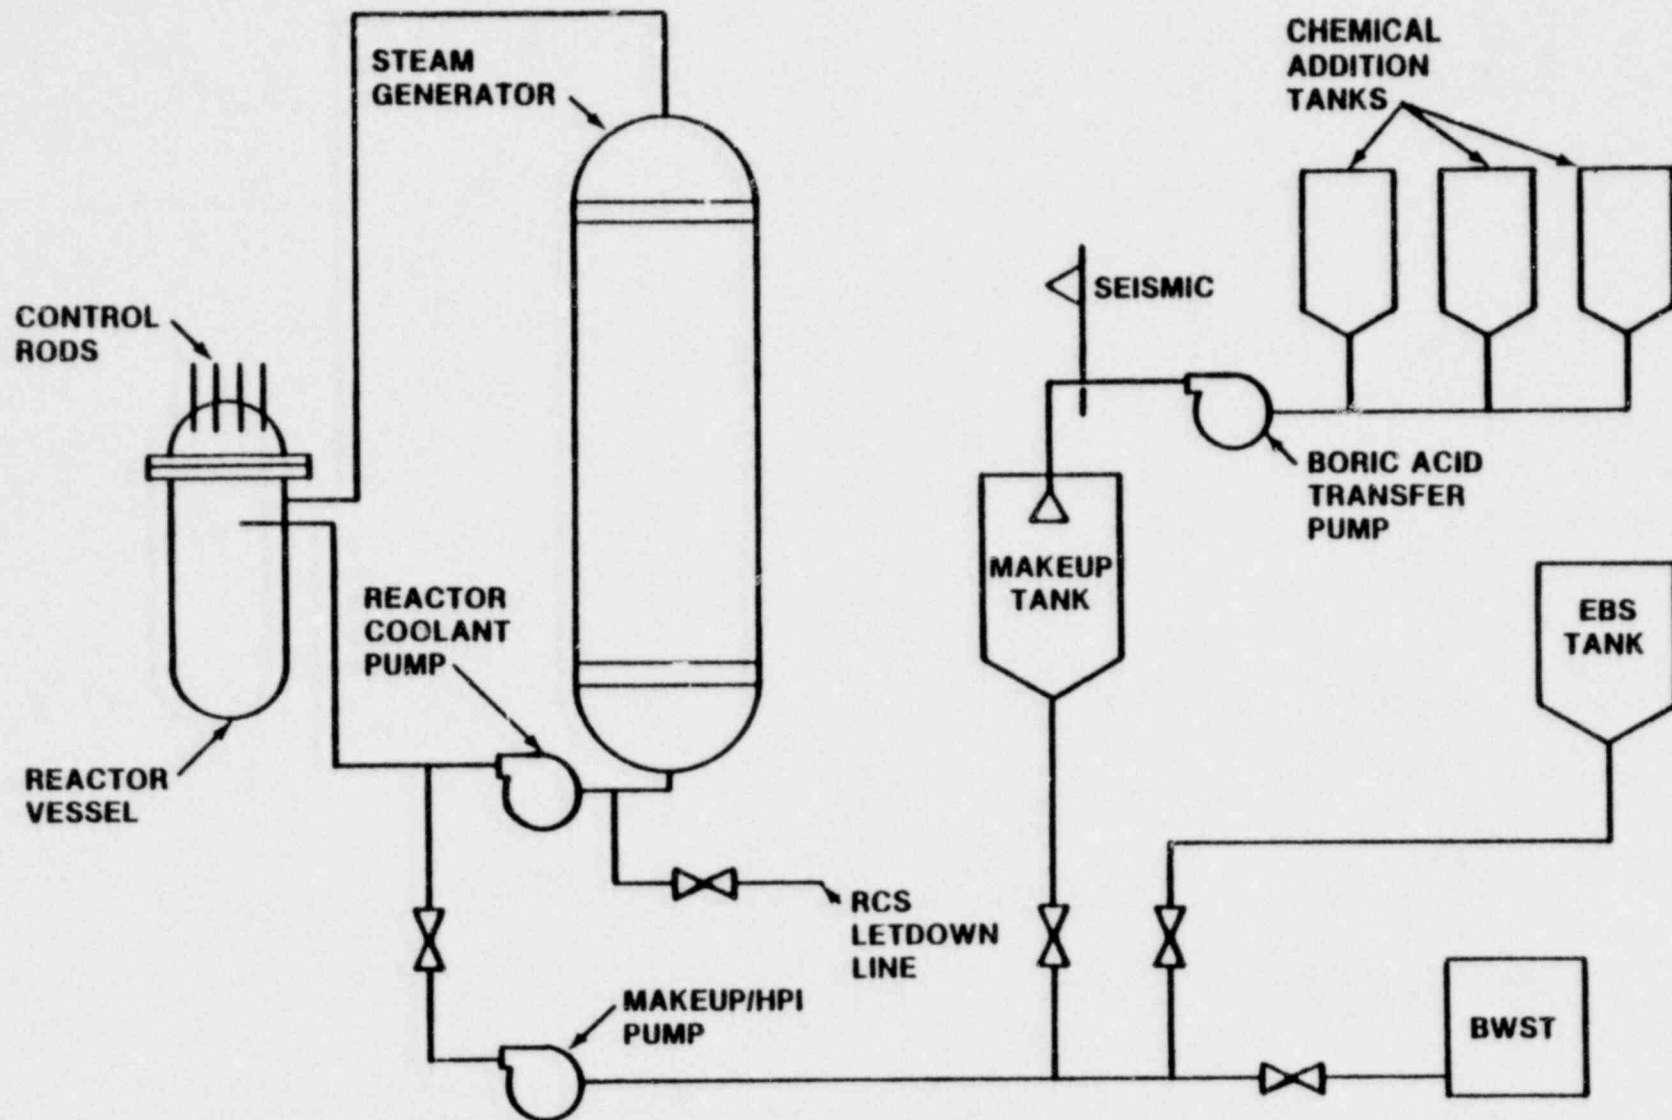 STEAM
GENERATOR
CHEMICAL
ADDITION
TANKS
SEISMIC
CONTROL
RODS
BORIC ACID
TRANSFER
PUMP
MAKEUP
TANK
EBS
TANK
REACTOR
COOLANT
PUMP
REACTOR
VESSEL
RCS
LETDOWN
LINE
MAKEUP/HPI
PUMP
BWST